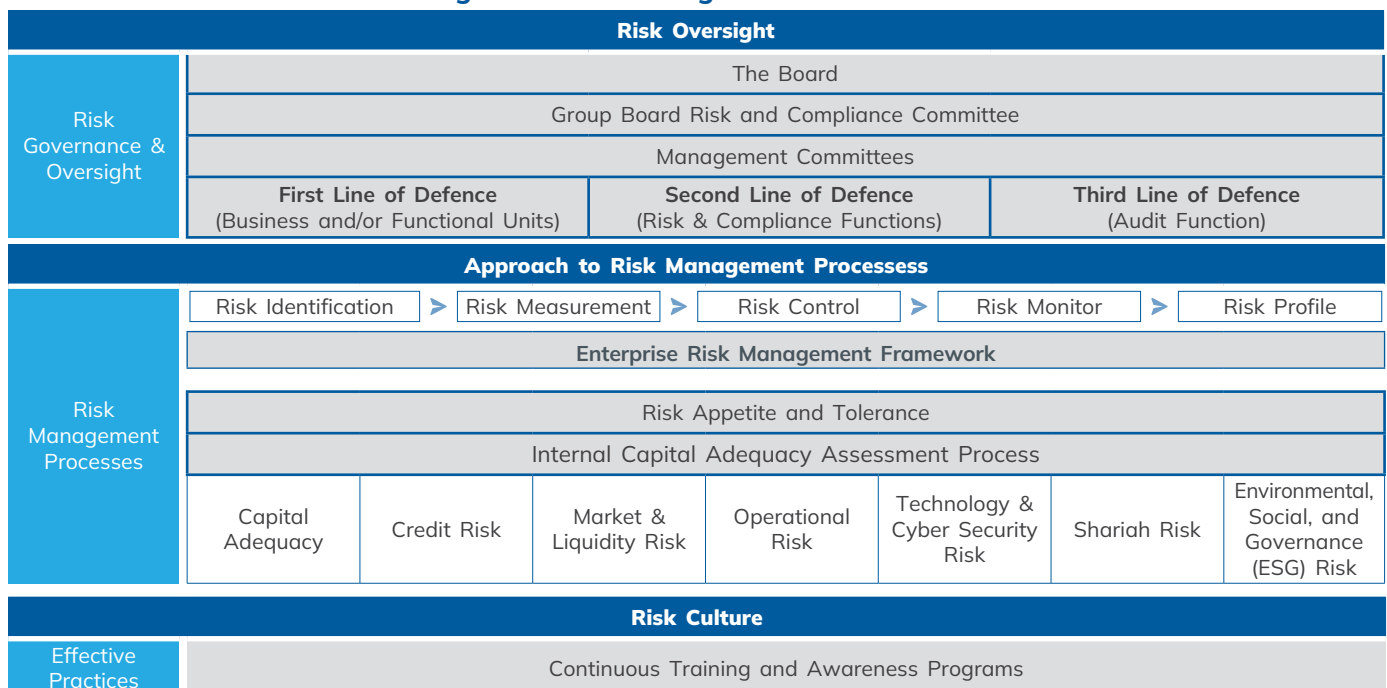 Risk Oversight
Risk
Governance &
Oversight
The Board
Group Board Risk and Compliance Committee
Management Committees
First Line of Defence
(Business and/or Functional Units)
Second Line of Defence
(Risk & Compliance Functions)
Third Line of Defence
(Audit Function)
Approach to Risk Management Processess
Risk
Management
Processes
Risk Identification
Risk Measurement
Risk Control
Risk Monitor
Risk Profile
Enterprise Risk Management Framework
Risk Appetite and Tolerance
Internal Capital Adequacy Assessment Process
Capital
Adequacy
Credit Risk
Market &
Liquidity Risk
Operational
Risk
Technology &
Cyber Security
Risk
Shariah Risk
Environmental,
Social, and
Governance
(ESG) Risk
Risk Culture
Effective
Practices
Continuous Training and Awareness Programs